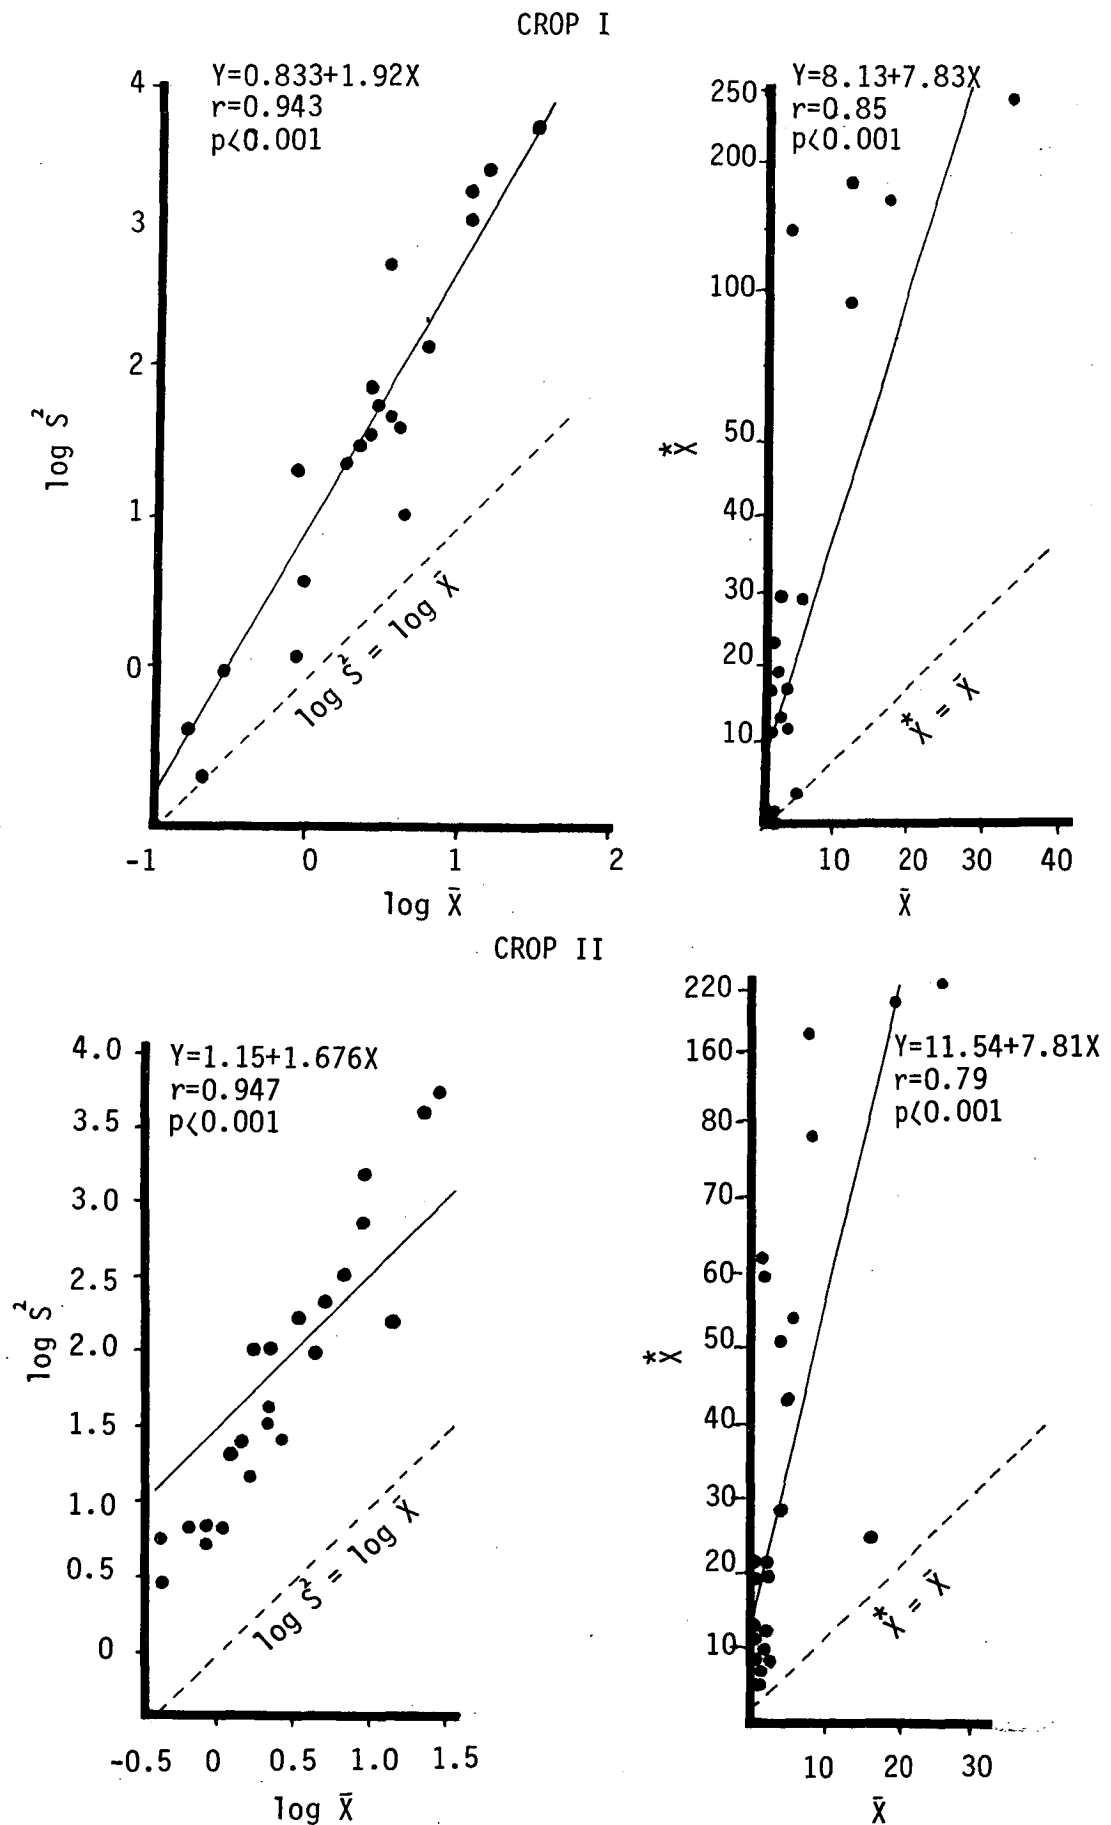 CROP I
Y=0.833+1.92X
r=0.943
p<0.001
4
3
2
1
0
log S²
log S² = log X̄
-1 0 1 2
log X̄
Y=8.13+7.83X
r=0.85
p<0.001
250
200
100
50
40
30
20
10
*X
*X = X̄
10 20 30 40
X̄
CROP II
Y=1.15+1.676X
r=0.947
p<0.001
4.0
3.5
3.0
2.5
2.0
1.5
1.0
0.5
0
log S²
log S² = log X̄
-0.5 0 0.5 1.0 1.5
log X̄
Y=11.54+7.81X
r=0.79
p<0.001
220
160
80
70
60
50
40
30
20
10
*X
*X = X̄
10 20 30
X̄